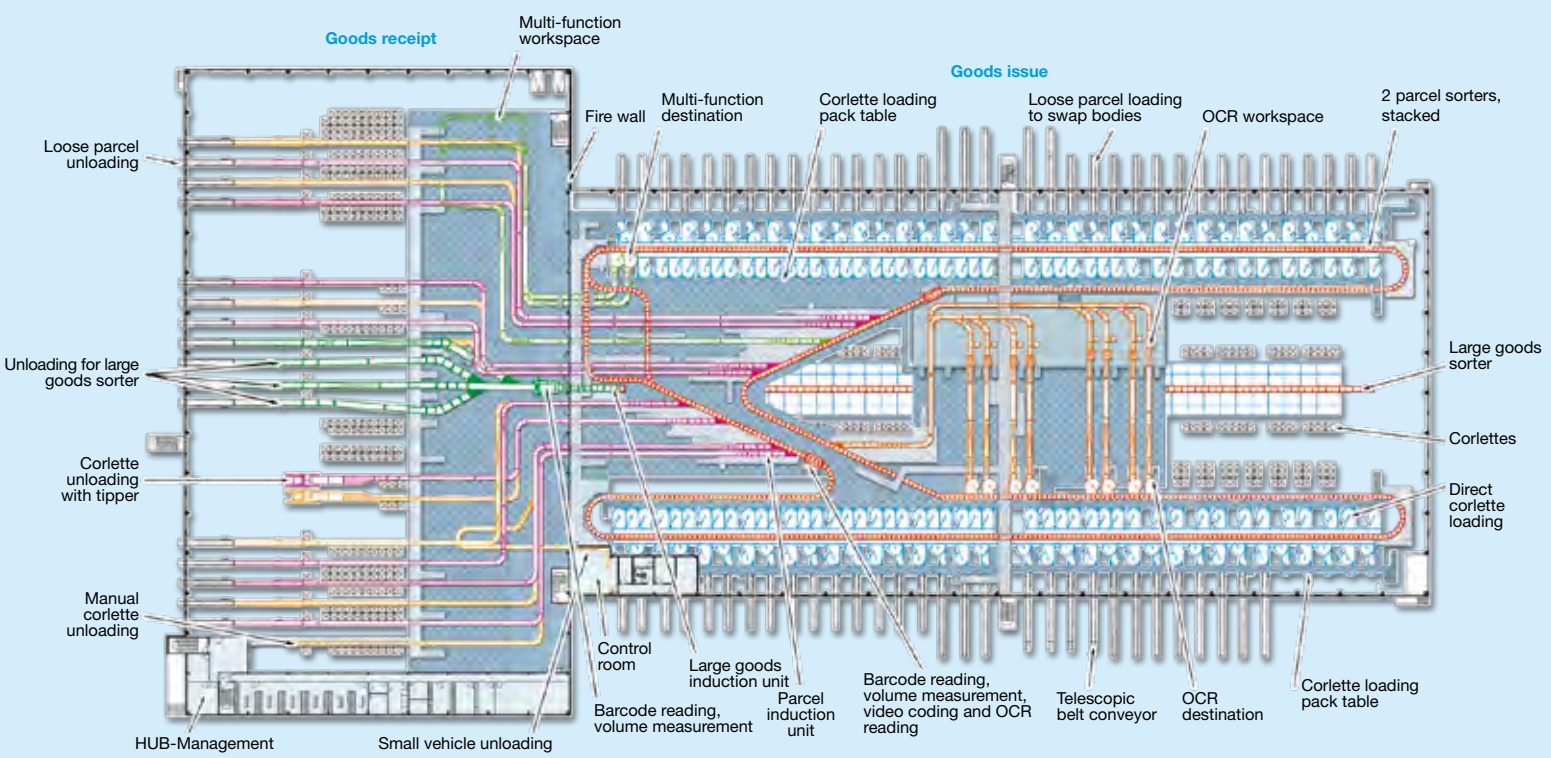 Multi-function
workspace
Goods receipt
Goods issue
Fire wall
Multi-function
destination
Corlette loading
pack table
Loose parcel loading
to swap bodies
OCR workspace
2 parcel sorters,
stacked
Loose parcel
unloading
Unloading for large
goods sorter
Large goods
sorter
Corlettes
Corlette
unloading
with tipper
Direct
corlette
loading
Manual
corlette
unloading
Control
room
Large goods
induction unit
Parcel
induction
unit
Barcode reading,
volume measurement,
video coding and OCR
reading
Telescopic
belt conveyor
OCR
destination
Corlette loading
pack table
Barcode reading,
volume measurement
HUB-Management
Small vehicle unloading